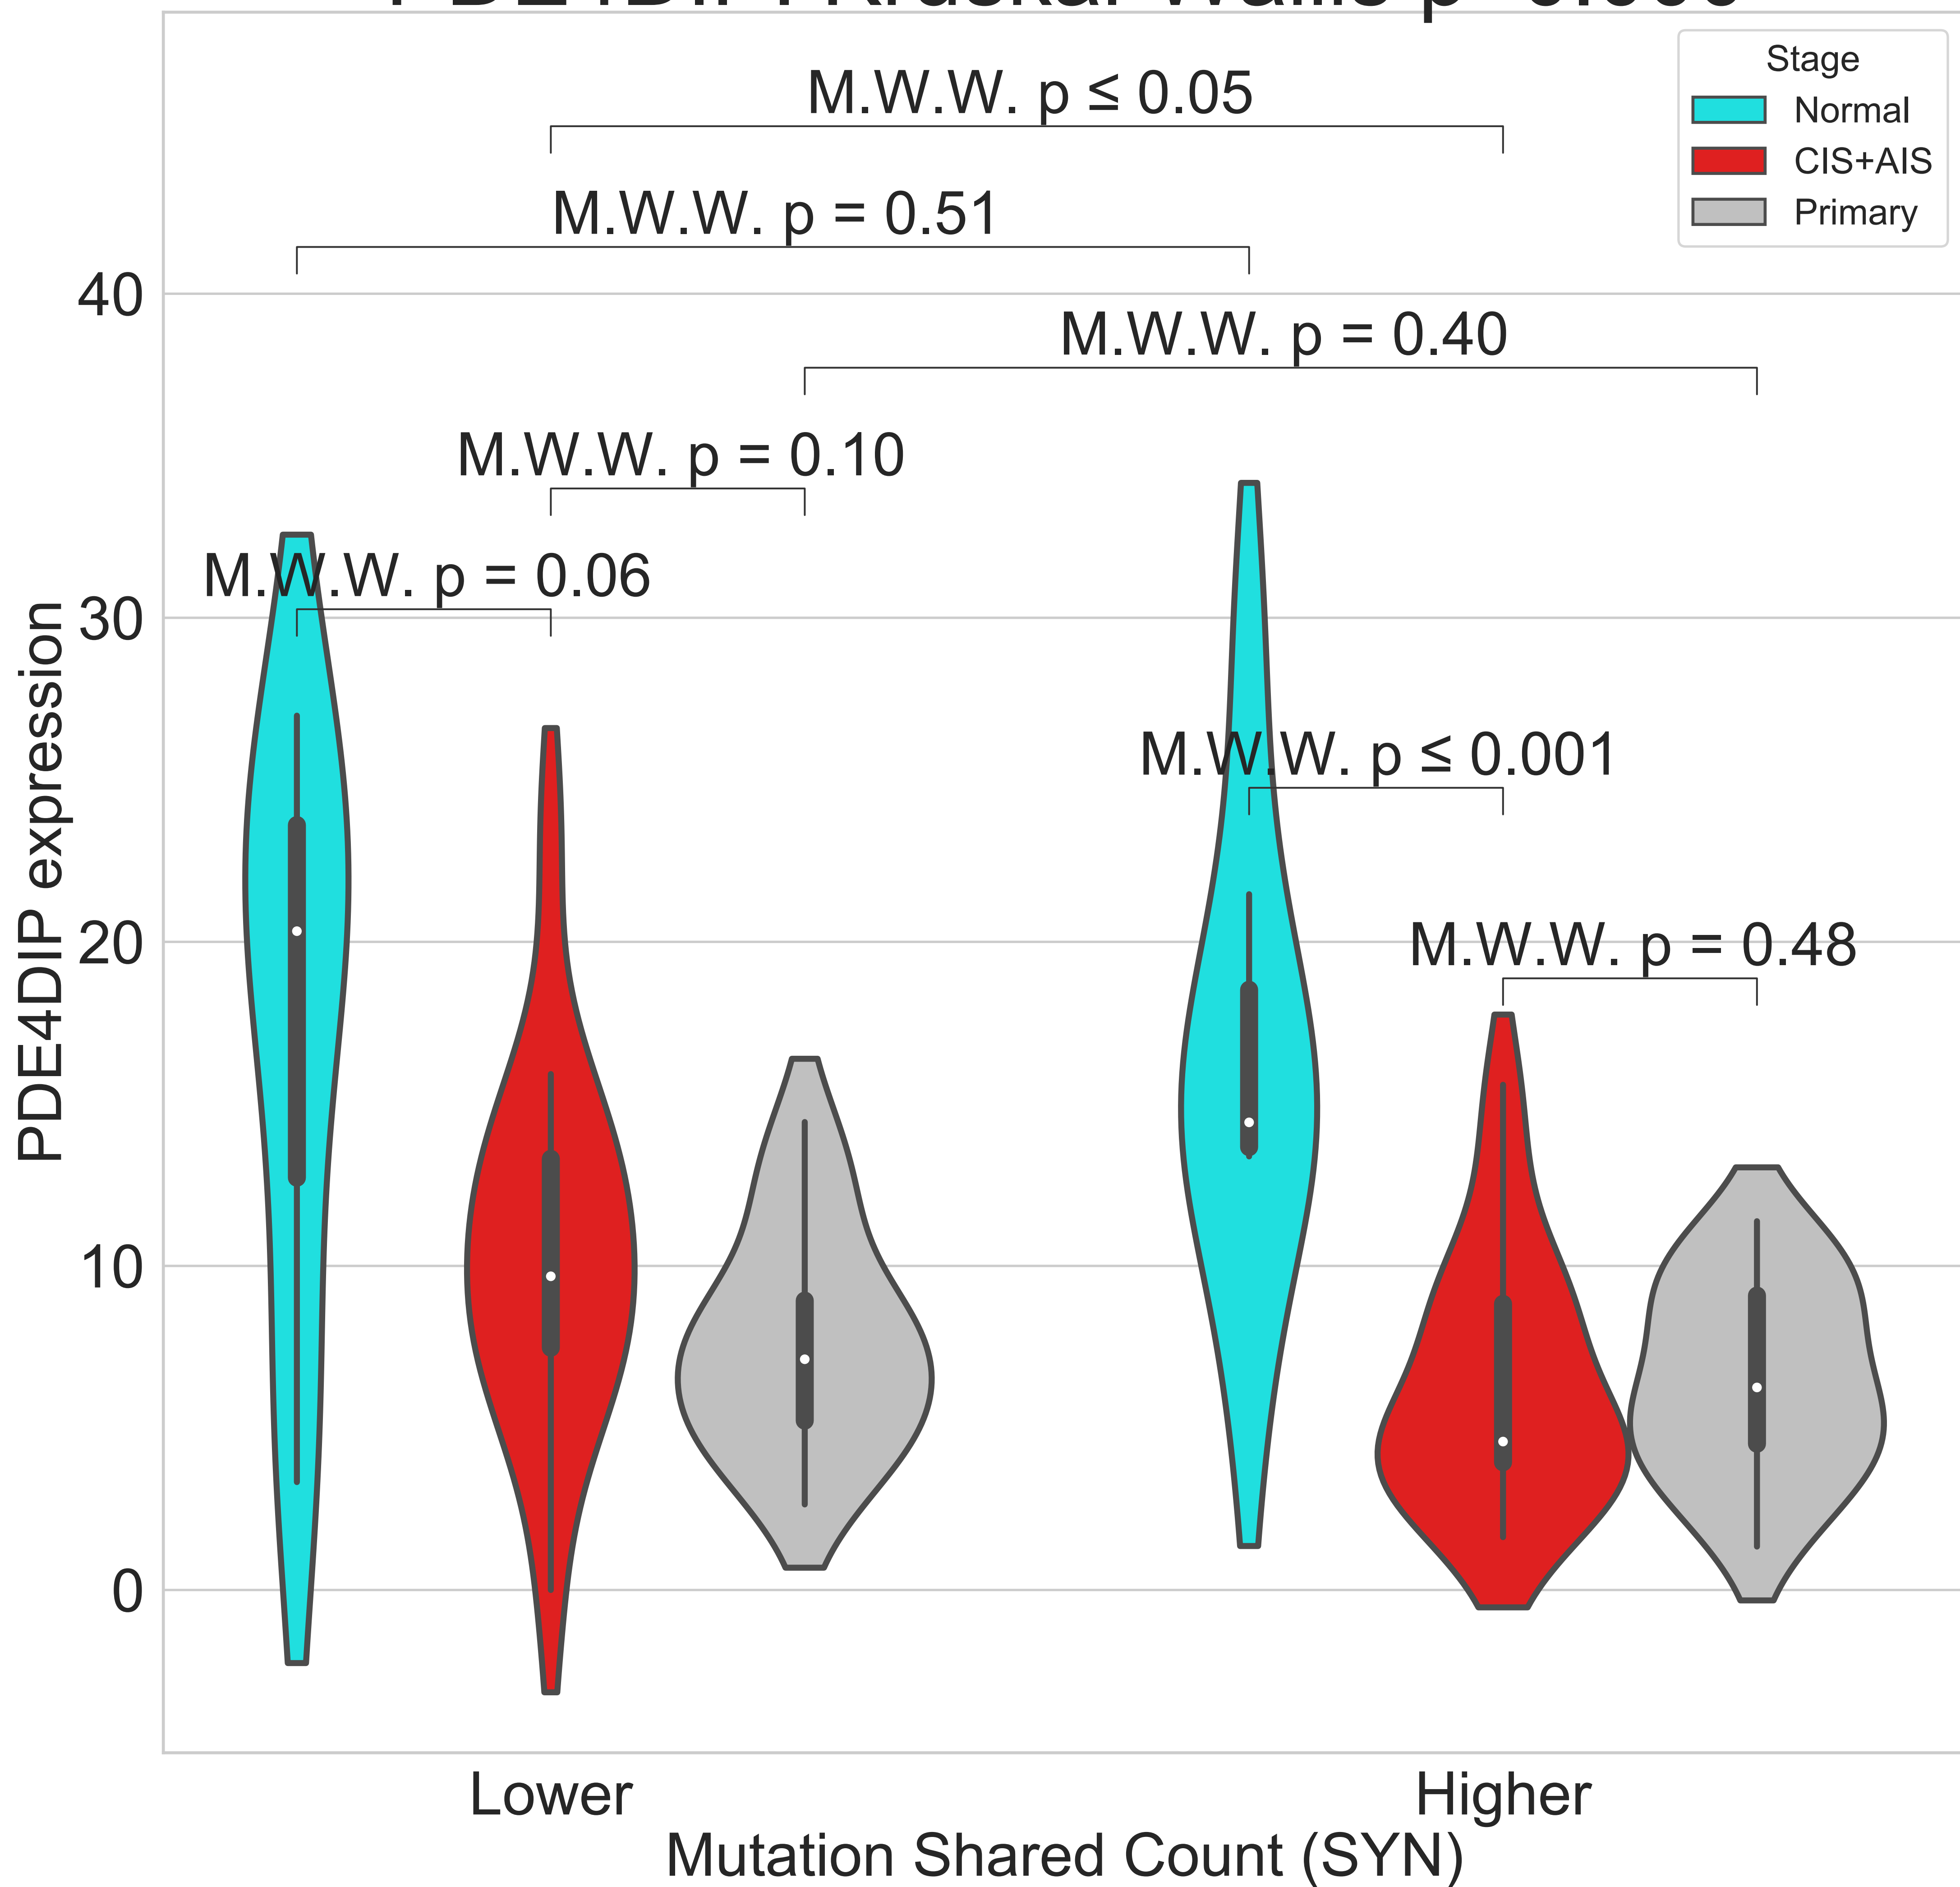 Stage
Normal
CIS+AIS
Primary
M.W.W. p ≤ 0.05
M.W.W. p = 0.51
M.W.W. p = 0.40
M.W.W. p = 0.10
M.W.W. p = 0.06
M.W.W. p ≤ 0.001
M.W.W. p = 0.48
PDE4DIP expression
40
30
20
10
0
Lower
Higher
Mutation Shared Count (SYN)